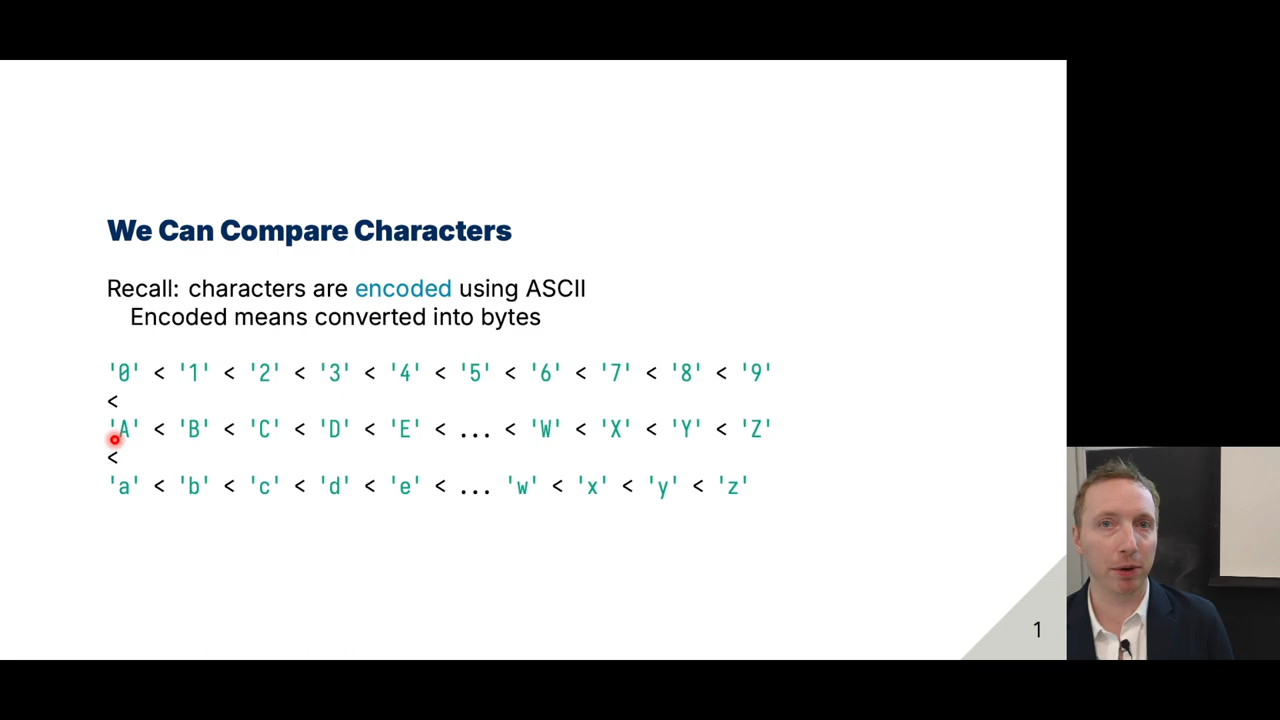 We Can Compare Characters
Recall: characters are encoded using ASCII
Encoded means converted into bytes
'0' < '1' < '2' < '3' < '4' < '5' < '6' < '7' < '8' < '9'
<
'A' < 'B' < 'C' < 'D' < 'E' < ... < 'W' < 'X' < 'Y' < 'Z'
<
'a' < 'b' < 'c' < 'd' < 'e' < ... 'w' < 'x' < 'y' < 'z'
1